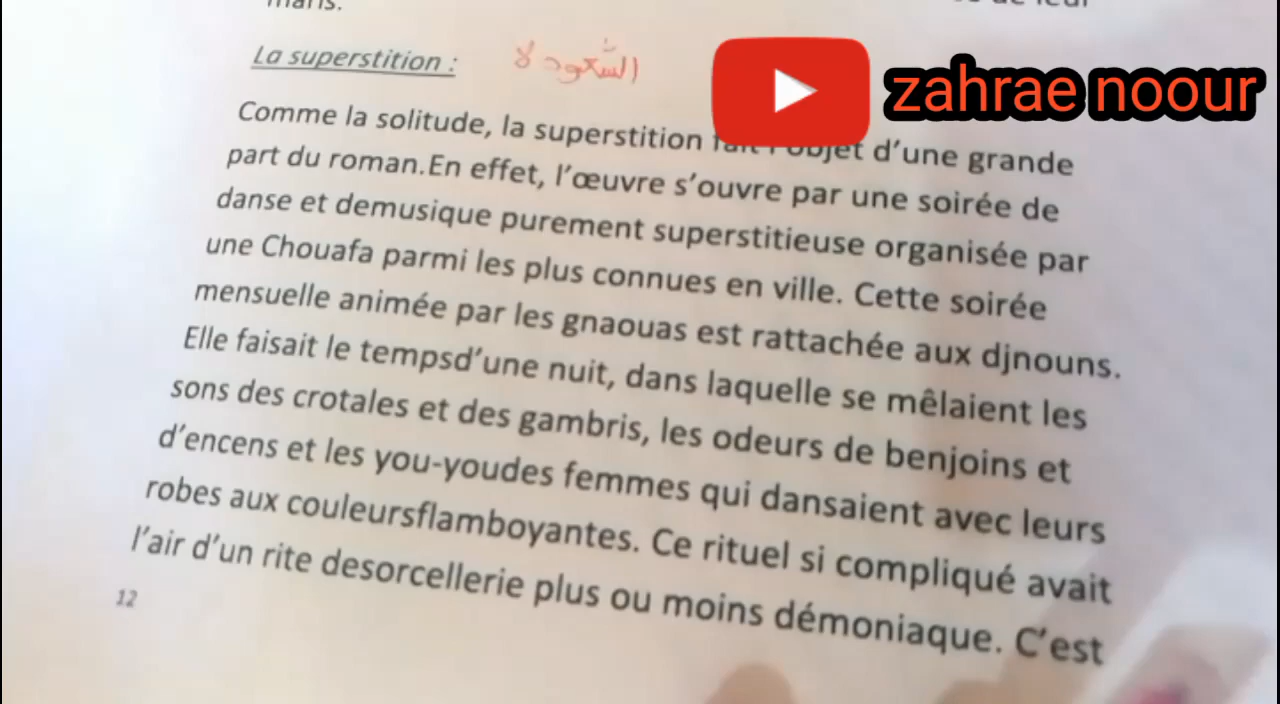 maris.
La superstition : الشعودلا
zahrae noour
Comme la solitude, la superstition fait l'objet d'une grande
part du roman.En effet, l'œuvre s'ouvre par une soirée de
danse et demusique purement superstitieuse organisée par
une Chouafa parmi les plus connues en ville. Cette soirée
mensuelle animée par les gnaouas est rattachée aux djnouns.
Elle faisait le tempsd'une nuit, dans laquelle se mêlaient les
sons des crotales et des gambris, les odeurs de benjoins et
d'encens et les you-youdes femmes qui dansaient avec leurs
robes aux couleursflamboyantes. Ce rituel si compliqué avait
l'air d'un rite desorcellerie plus ou moins démoniaque. C'est
12